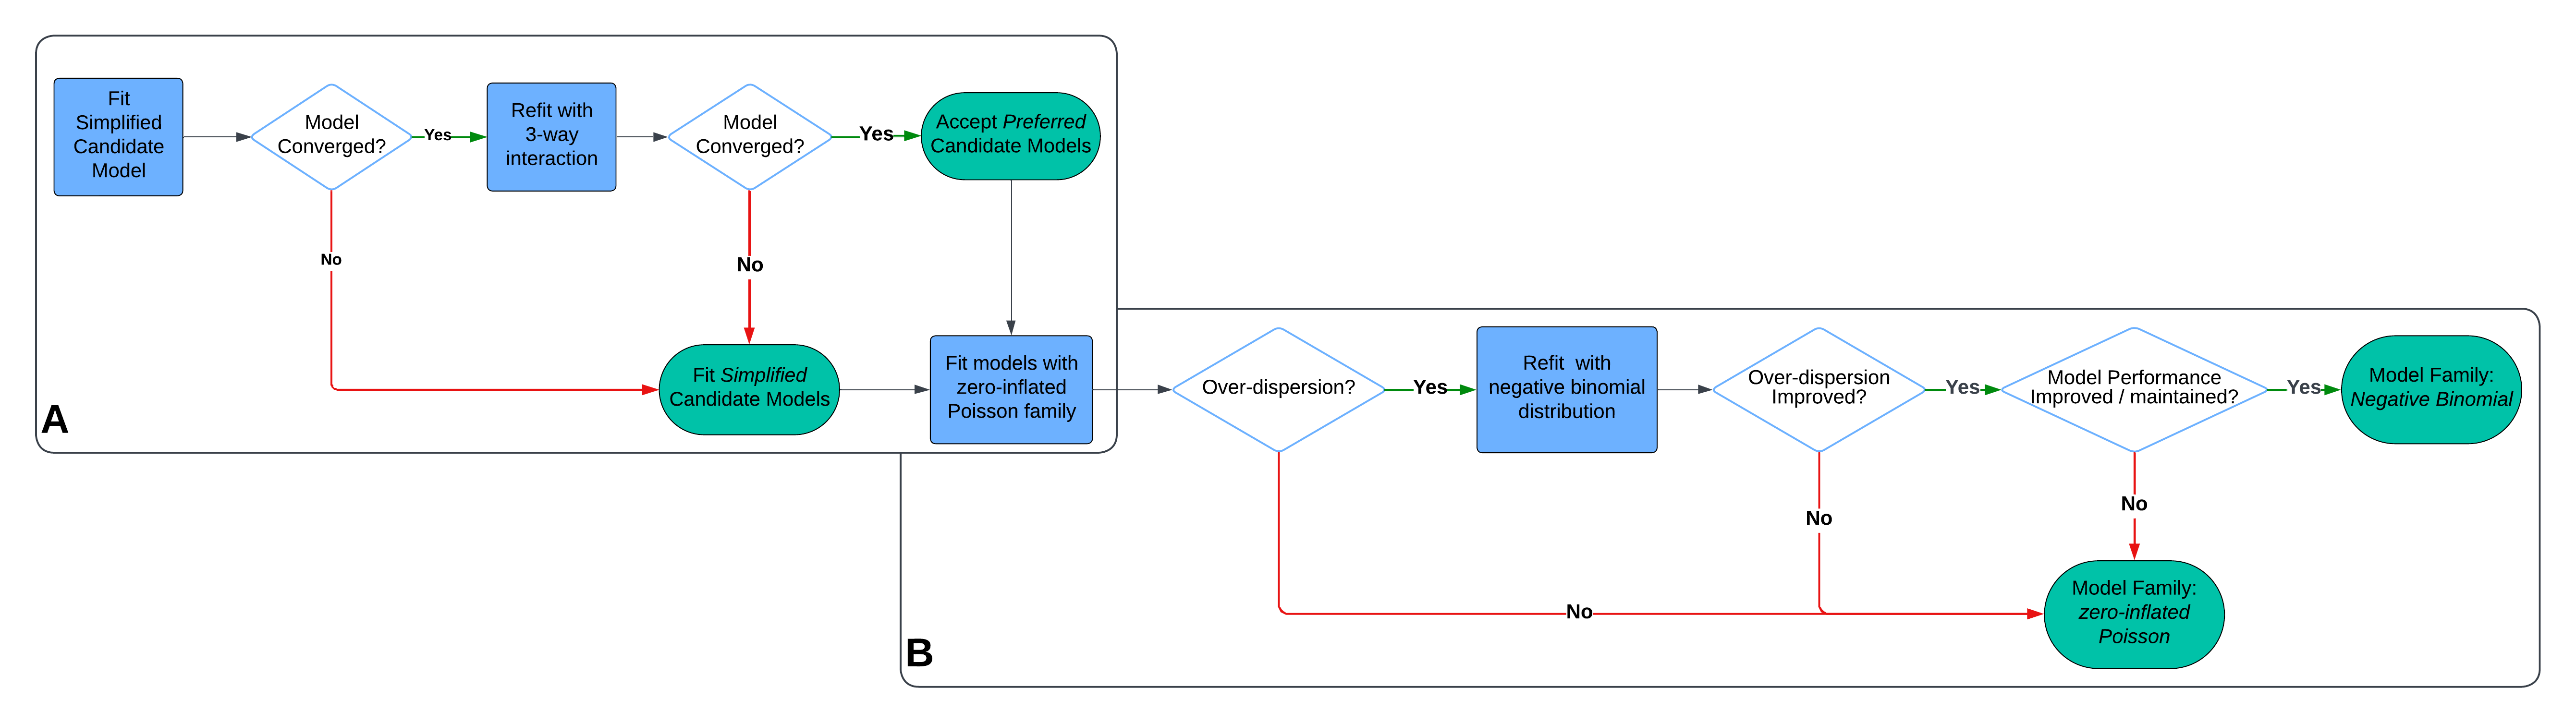 Fit
Simplified
Candidate
Model
Model
Converged?
Yes
Refit with
3-way
interaction
Model
Converged?
Yes
Accept Preferred
Candidate Models
No
No
Fit Simplified
Candidate Models
Fit models with
zero-inflated
Poisson family
A
Over-dispersion?
Yes
Refit with
negative binomial
distribution
Over-dispersion
Improved?
Yes
Model Performance
Improved / maintained?
Yes
Model Family:
Negative Binomial
No
No
No
Model Family:
zero-inflated
Poisson
B